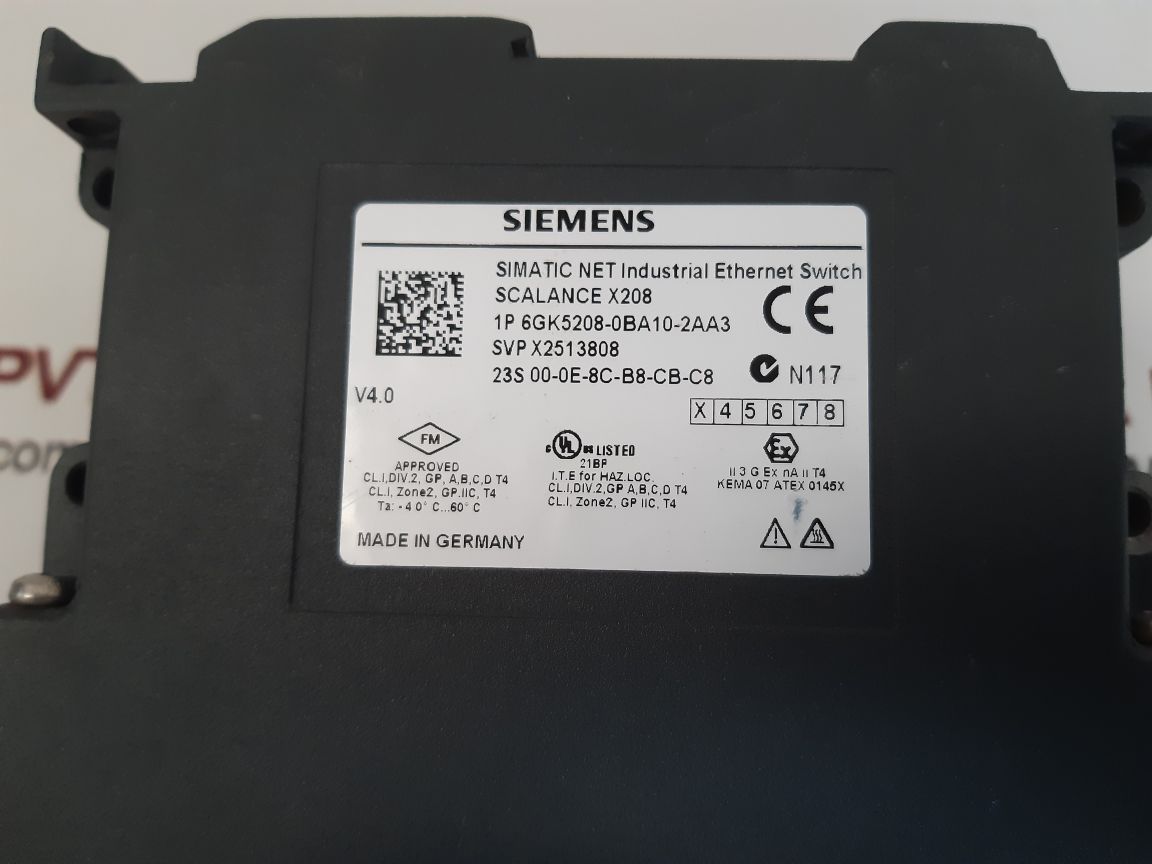 SIEMENS
SIMATIC NET Industrial Ethernet Switch
SCALANCE X208
1P 6GK5208-0BA10-2AA3
SVP X2513808
23S 00-0E-8C-B8-CB-C8
N117
V4.0
X 4 5 6 7 8
FM
APPROVED
CL.I,DIV.2, GP, A,B,C,D T4
CL.I, Zone2, GP.IIC, T4
Ta: -40° C...60° C
c UL us LISTED
21BP
I.T.E for HAZ.LOC.
CL.I,DIV.2,GP A,B,C,D T4
CL.I, Zone2, GP IIC, T4
Ex
II 3 G Ex nA II T4
KEMA 07 ATEX 0145X
MADE IN GERMANY